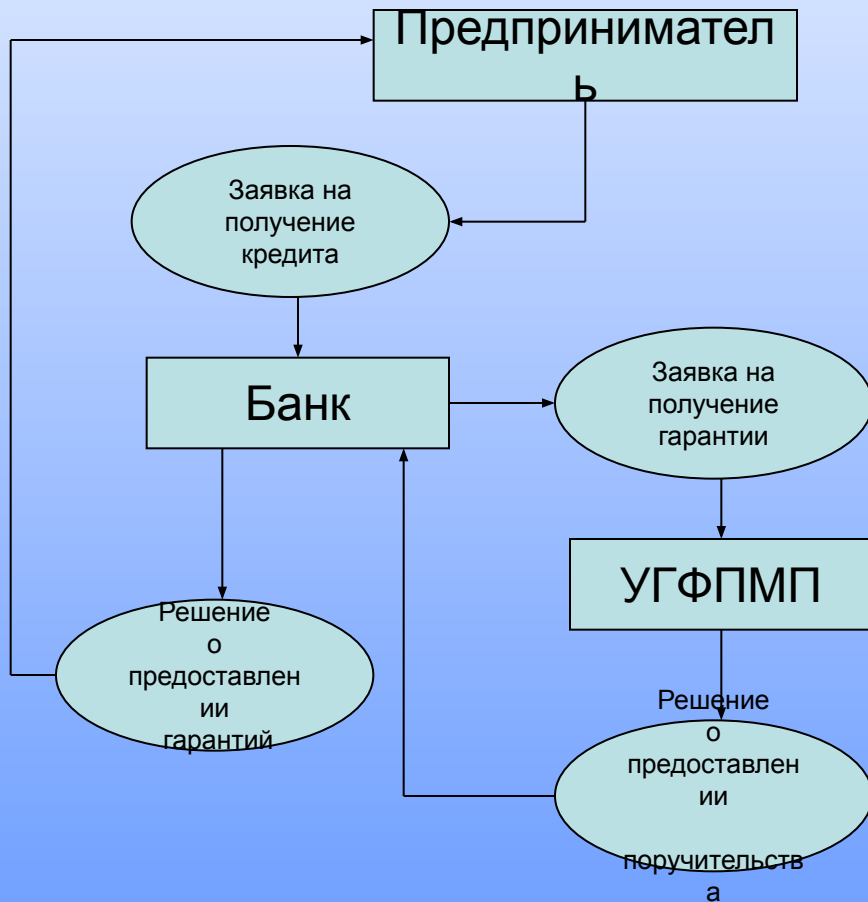 Предпринимател
ь
Заявка на
получение
кредита
Банк
Заявка на
получение
гарантии
УГФПМП
Решение
о
предоставлен
ии
гарантий
Решение
о
предоставлен
ии
поручительств
а